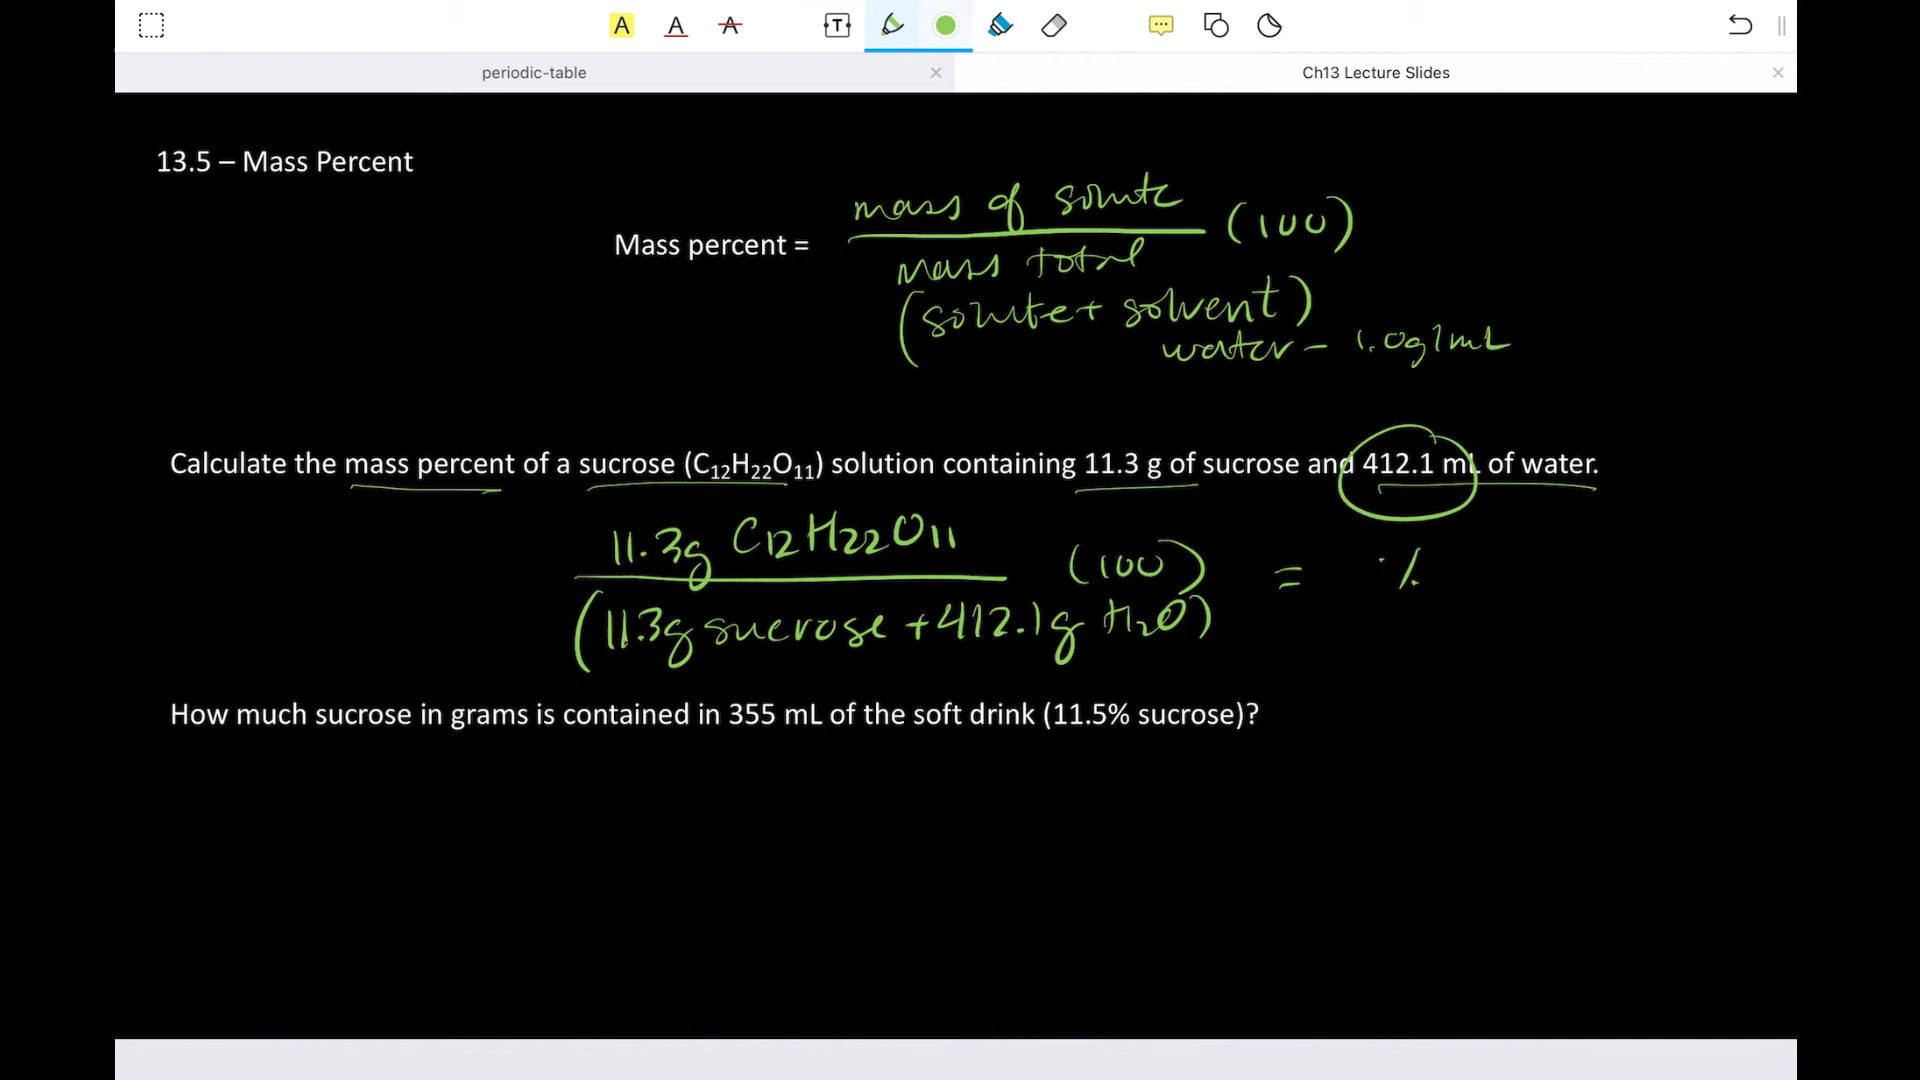 A A A T
periodic-table
Ch13 Lecture Slides
13.5 – Mass Percent
Mass percent =
mass of solute
(100)
mass total
(solute + solvent)
water – 1.0g/mL
Calculate the mass percent of a sucrose (C₁₂H₂₂O₁₁) solution containing 11.3 g of sucrose and 412.1 mL of water.
11.3g C₁₂H₂₂O₁₁
(100) = %
(11.3g sucrose + 412.1g H₂O)
How much sucrose in grams is contained in 355 mL of the soft drink (11.5% sucrose)?